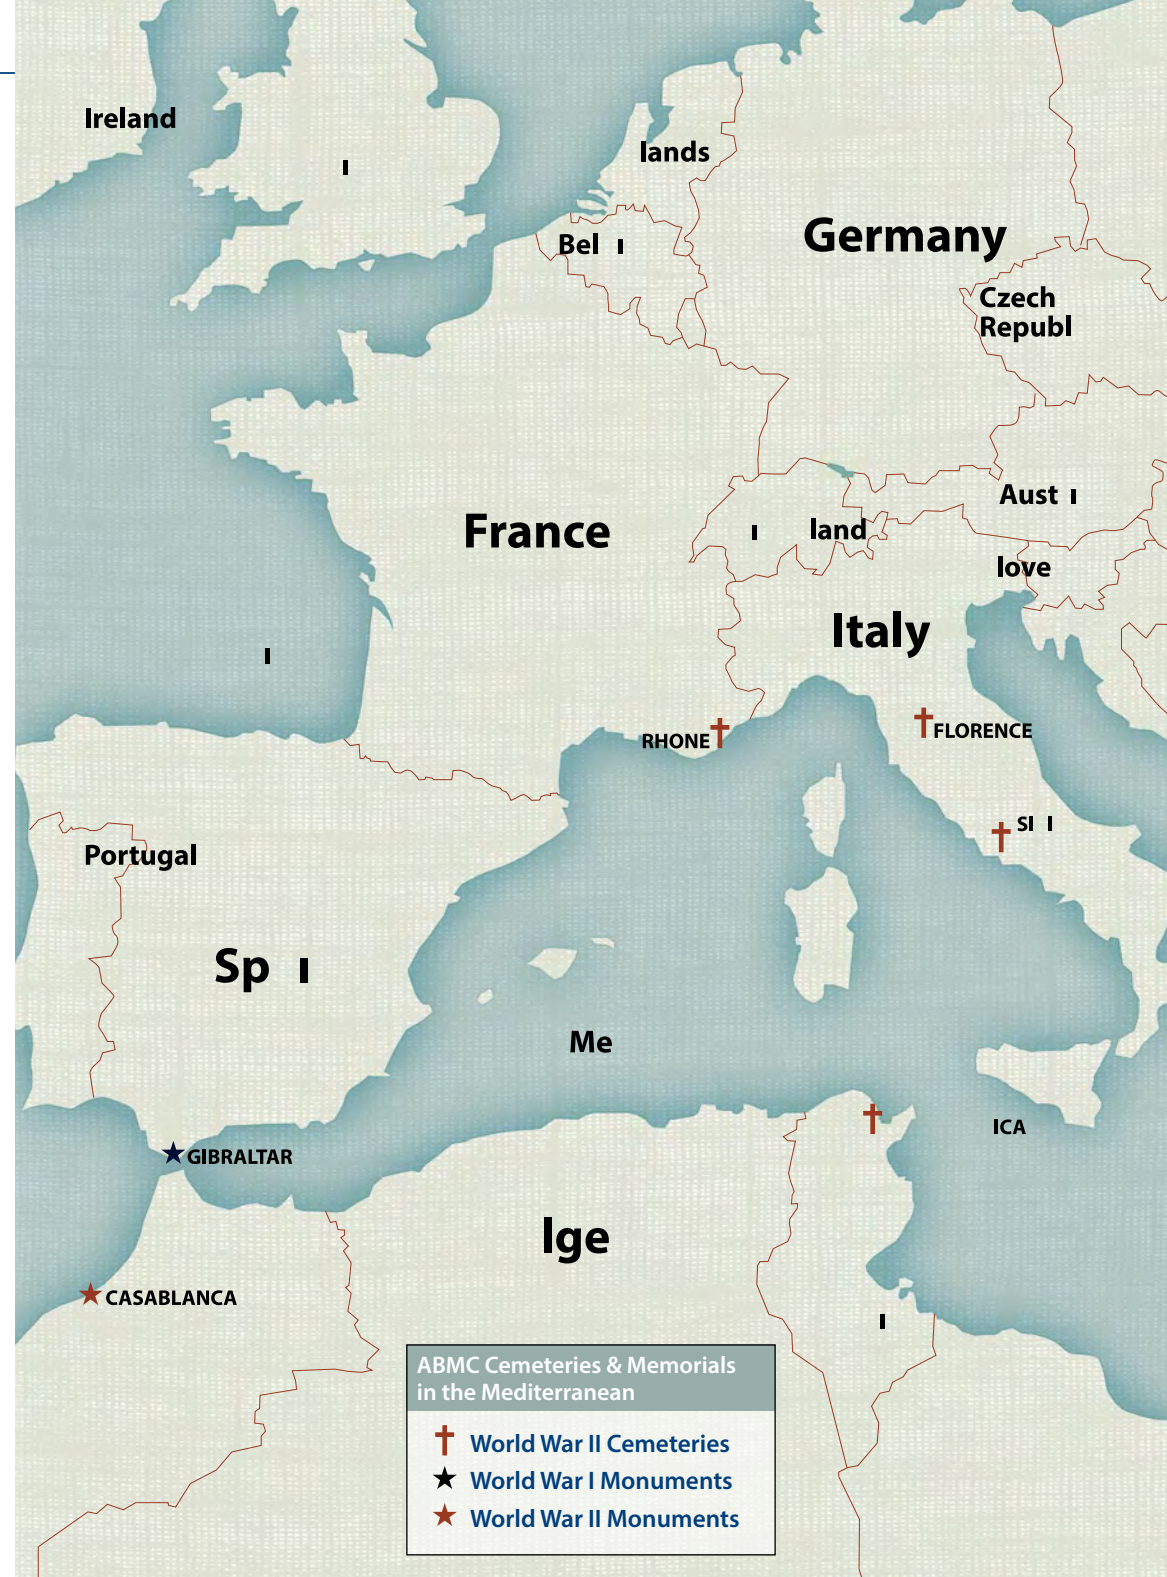 Ireland
lands
Germany
Bel
Czech
Republ
Aust
France
land
love
Italy
RHONE
FLORENCE
SI I
Portugal
Sp
Me
ICA
GIBRALTAR
lge
CASABLANCA
ABMC Cemeteries & Memorials
in the Mediterranean
World War II Cemeteries
World War I Monuments
World War II Monuments